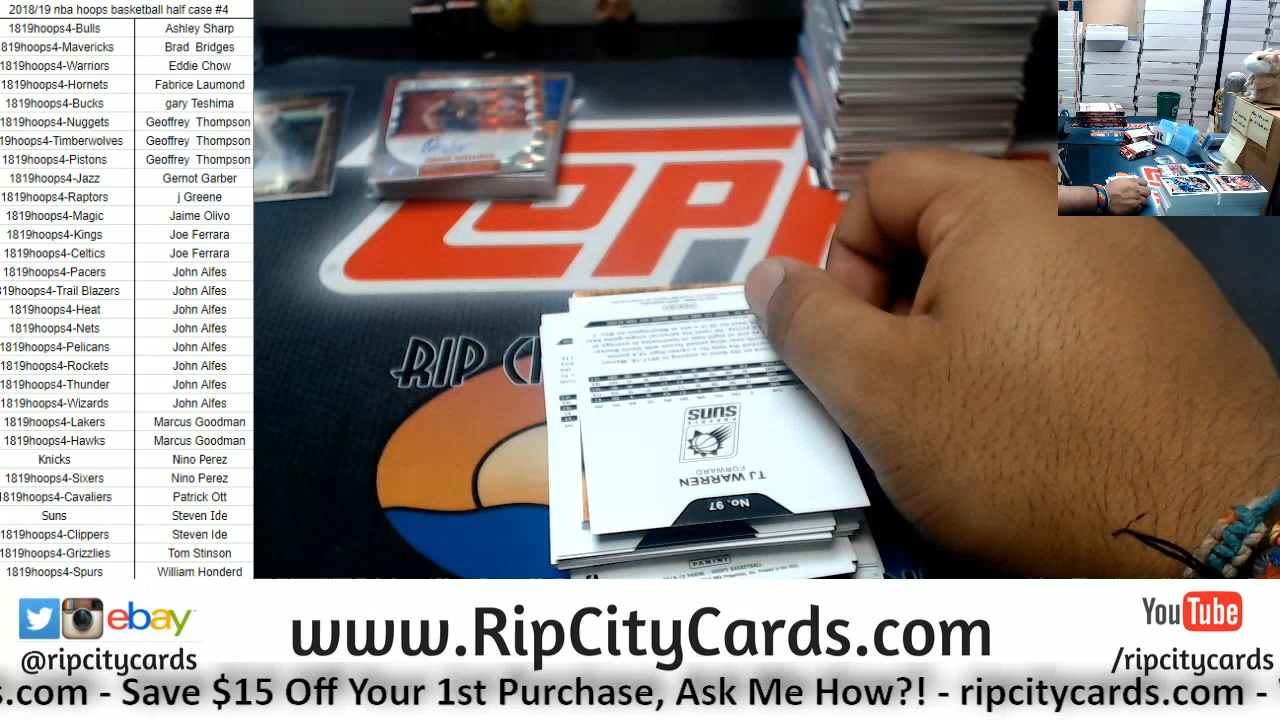 2018/19 nba hoops basketball half case #4
1819hoops4-Bulls Ashley Sharp
819hoops4-Mavericks Brad Bridges
1819hoops4-Warriors Eddie Chow
1819hoops4-Hornets Fabrice Laumond
1819hoops4-Bucks gary Teshima
1819hoops4-Nuggets Geoffrey Thompson
19hoops4-Timberwolves Geoffrey Thompson
1819hoops4-Pistons Geoffrey Thompson
1819hoops4-Jazz Gernot Garber
1819hoops4-Raptors j Greene
1819hoops4-Magic Jaime Olivo
1819hoops4-Kings Joe Ferrara
1819hoops4-Celtics Joe Ferrara
1819hoops4-Pacers John Alfes
819hoops4-Trail Blazers John Alfes
1819hoops4-Heat John Alfes
1819hoops4-Nets John Alfes
1819hoops4-Pelicans John Alfes
1819hoops4-Rockets John Alfes
1819hoops4-Thunder John Alfes
1819hoops4-Wizards John Alfes
1819hoops4-Lakers Marcus Goodman
1819hoops4-Hawks Marcus Goodman
Knicks Nino Perez
1819hoops4-Sixers Nino Perez
1819hoops4-Cavaliers Patrick Ott
Suns Steven Ide
1819hoops4-Clippers Steven Ide
1819hoops4-Grizzlies Tom Stinson
1819hoops4-Spurs William Honderd
RIP C
SUNS
TJ WARREN
FORWARD
No. 97
PANINI
ebay
@ripcitycards
www.RipCityCards.com
YouTube
/ripcitycards
s.com - Save $15 Off Your 1st Purchase, Ask Me How?! - ripcitycards.com -